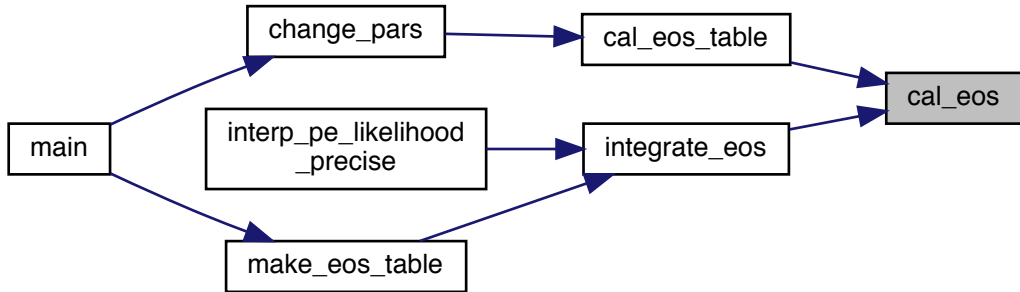 change_pars
cal_eos_table
cal_eos
interp_pe_likelihood
_precise
main
integrate_eos
make_eos_table